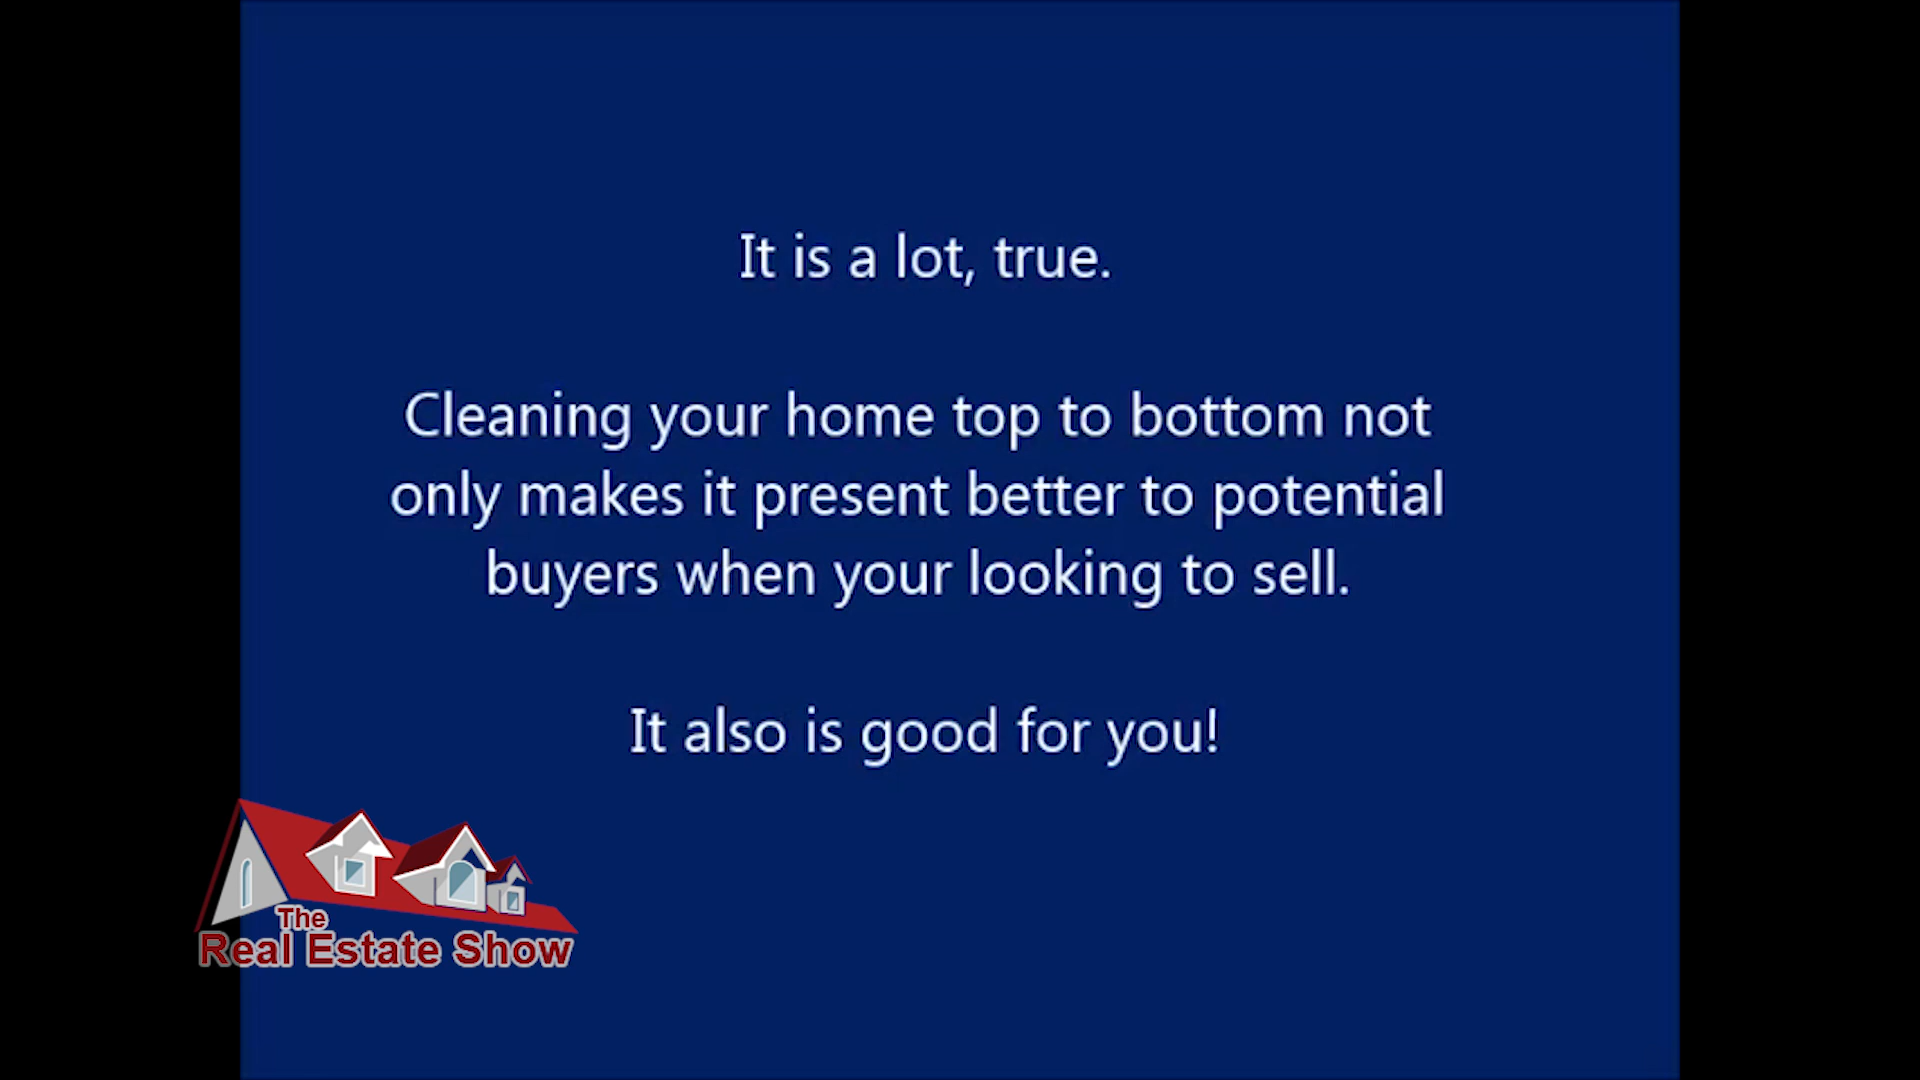 It is a lot, true.
Cleaning your home top to bottom not
only makes it present better to potential
buyers when your looking to sell.
It also is good for you!
The
Real Estate Show